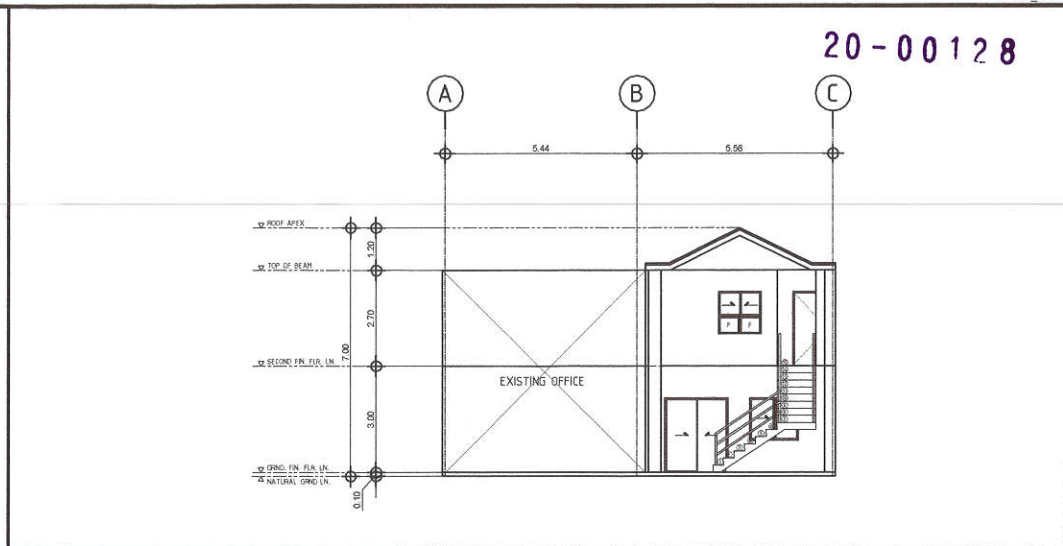 20-00128
A B C
5.44 5.56
ROOF APEX
1.20
TOP OF BEAM
2.70
7.00
SECOND FIN. FLR. LN.
EXISTING OFFICE
F F
3.00
GRND. FIN. FLR. LN.
NATURAL GRND LN.
0.10